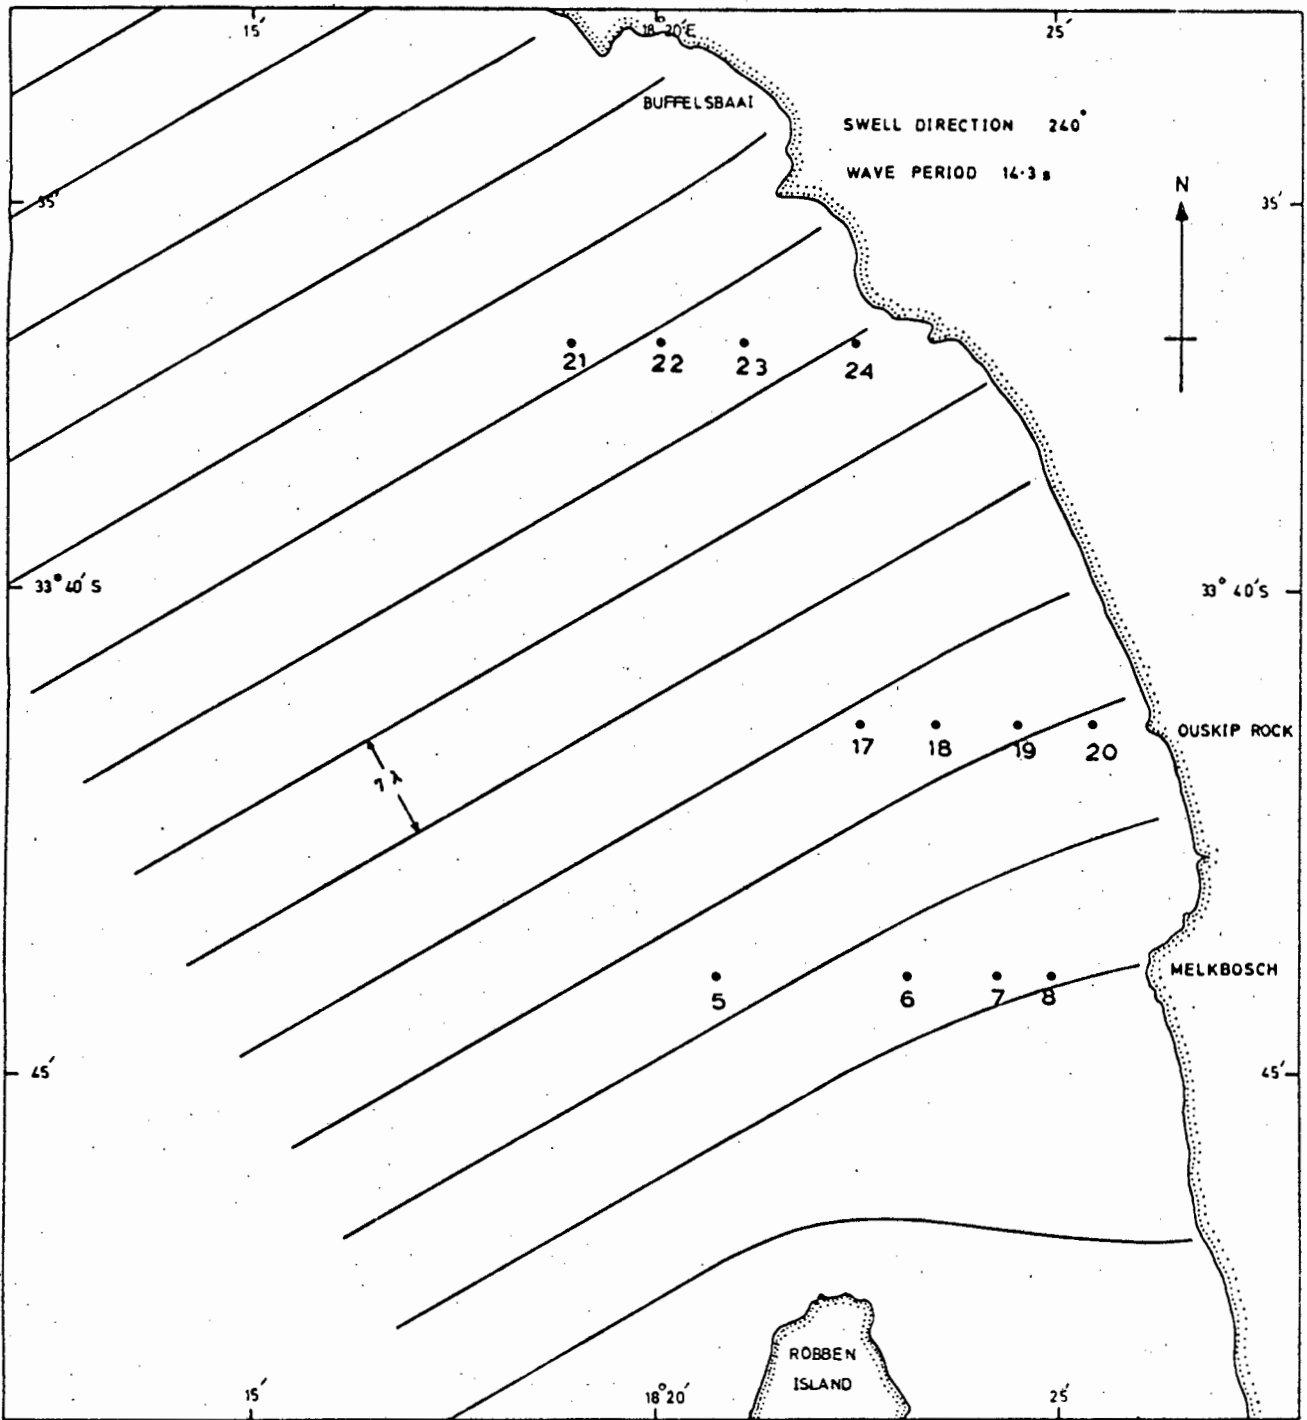 15′
18° 20′E
25′
BUFFELSBAAI
SWELL DIRECTION 240°
WAVE PERIOD 14·3 s
N
35′
35′
21
22
23
24
33° 40′S
33° 40′S
17
18
19
20
OUSKIP ROCK
7 λ
5
6
7
8
MELKBOSCH
45′
45′
ROBBEN
ISLAND
15′
18° 20′
25′